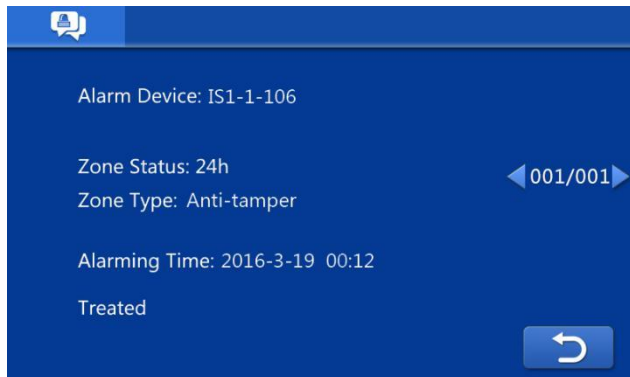 Alarm Device: IS1-1-106
Zone Status: 24h
001/001
Zone Type: Anti-tamper
Alarming Time: 2016-3-19 00:12
Treated